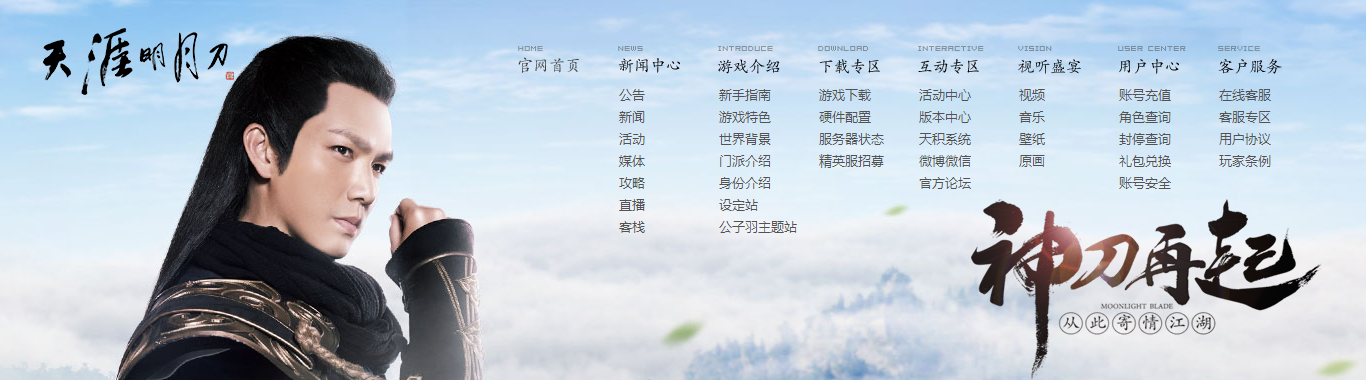 天涯明月刀
HOME
官网首页
NEWS
新闻中心
公告
新闻
活动
媒体
攻略
直播
客栈
INTRODUCE
游戏介绍
新手指南
游戏特色
世界背景
门派介绍
身份介绍
设定站
公子羽主题站
DOWNLOAD
下载专区
游戏下载
硬件配置
服务器状态
精英服招募
INTERACTIVE
互动专区
活动中心
版本中心
天积系统
微博微信
官方论坛
VISION
视听盛宴
视频
音乐
壁纸
原画
USER CENTER
用户中心
账号充值
角色查询
封停查询
礼包兑换
账号安全
SERVICE
客户服务
在线客服
客服专区
用户协议
玩家条例
神刀再起
MOONLIGHT BLADE
从此寄情江湖